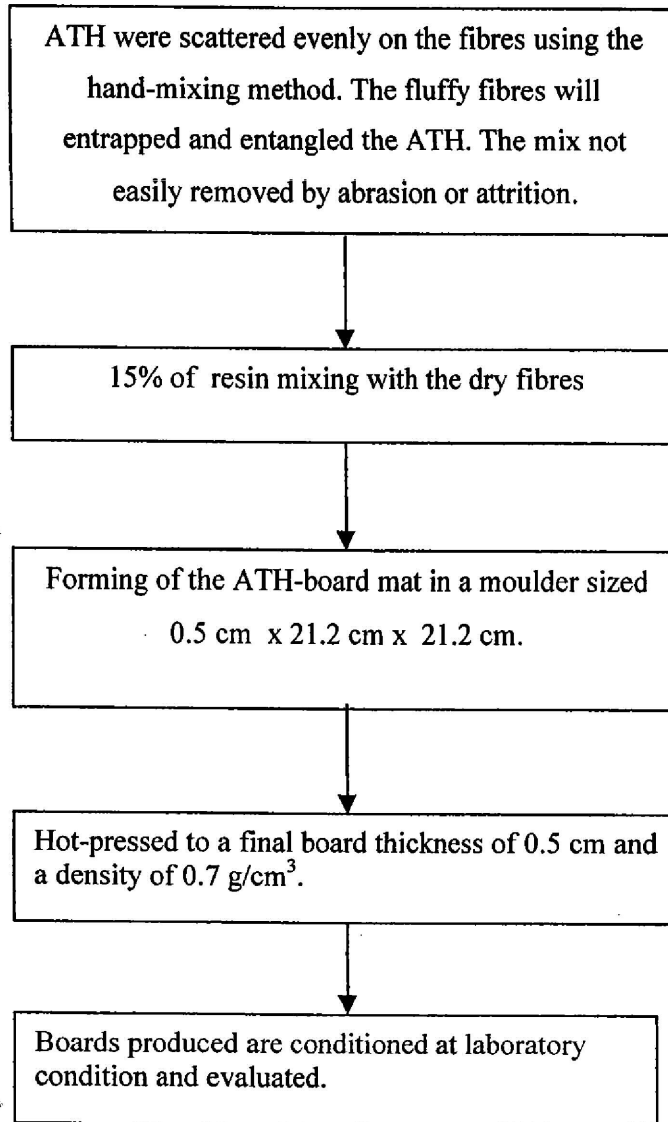 ATH were scattered evenly on the fibres using the
hand-mixing method. The fluffy fibres will
entrapped and entangled the ATH. The mix not
easily removed by abrasion or attrition.
15% of resin mixing with the dry fibres
Forming of the ATH-board mat in a moulder sized
0.5 cm x 21.2 cm x 21.2 cm.
Hot-pressed to a final board thickness of 0.5 cm and
a density of 0.7 g/cm³.
Boards produced are conditioned at laboratory
condition and evaluated.